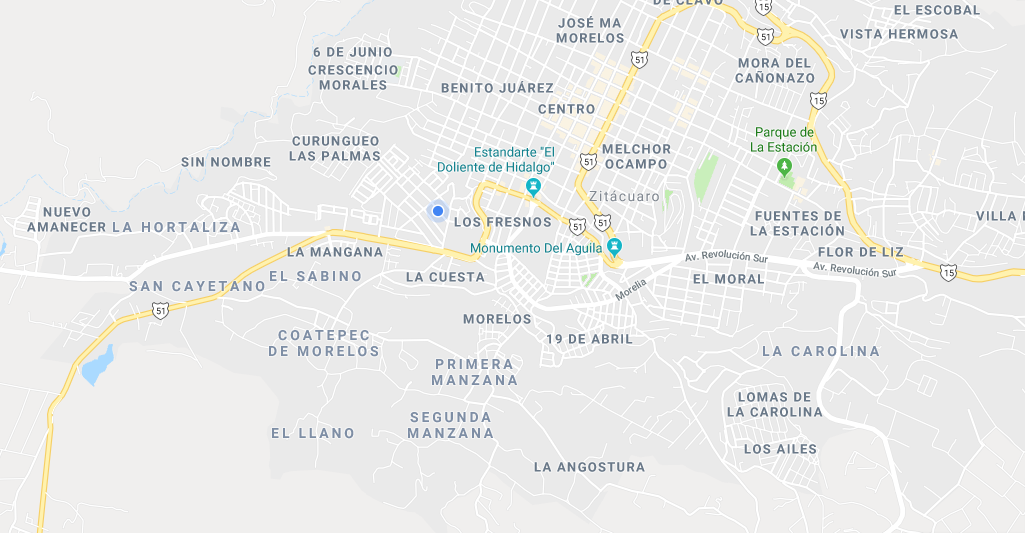 DE CLAVO
15
EL ESCOBAL
JOSÉ MA
MORELOS
51
51
VISTA HERMOSA
6 DE JUNIO
51
CRESCENCIO
MORALES
MORA DEL
CAÑONAZO
BENITO JUÁREZ
15
CENTRO
Parque de
La Estación
CURUNGUEO
LAS PALMAS
Estandarte "El
Doliente de Hidalgo"
MELCHOR
OCAMPO
51
SIN NOMBRE
Zitácuaro
NUEVO
AMANECER
LA HORTALIZA
LOS FRESNOS
51
51
FUENTES DE
LA ESTACIÓN
VILLA
LA MANGANA
Monumento Del Aguila
Av. Revolución Sur
FLOR DE LIZ
EL SABINO
LA CUESTA
EL MORAL
Av. Revolución Sur
15
SAN CAYETANO
Morelia
51
MORELOS
COATEPEC
DE MORELOS
19 DE ABRIL
LA CAROLINA
PRIMERA
MANZANA
LOMAS DE
LA CAROLINA
SEGUNDA
MANZANA
EL LLANO
LOS AILES
LA ANGOSTURA